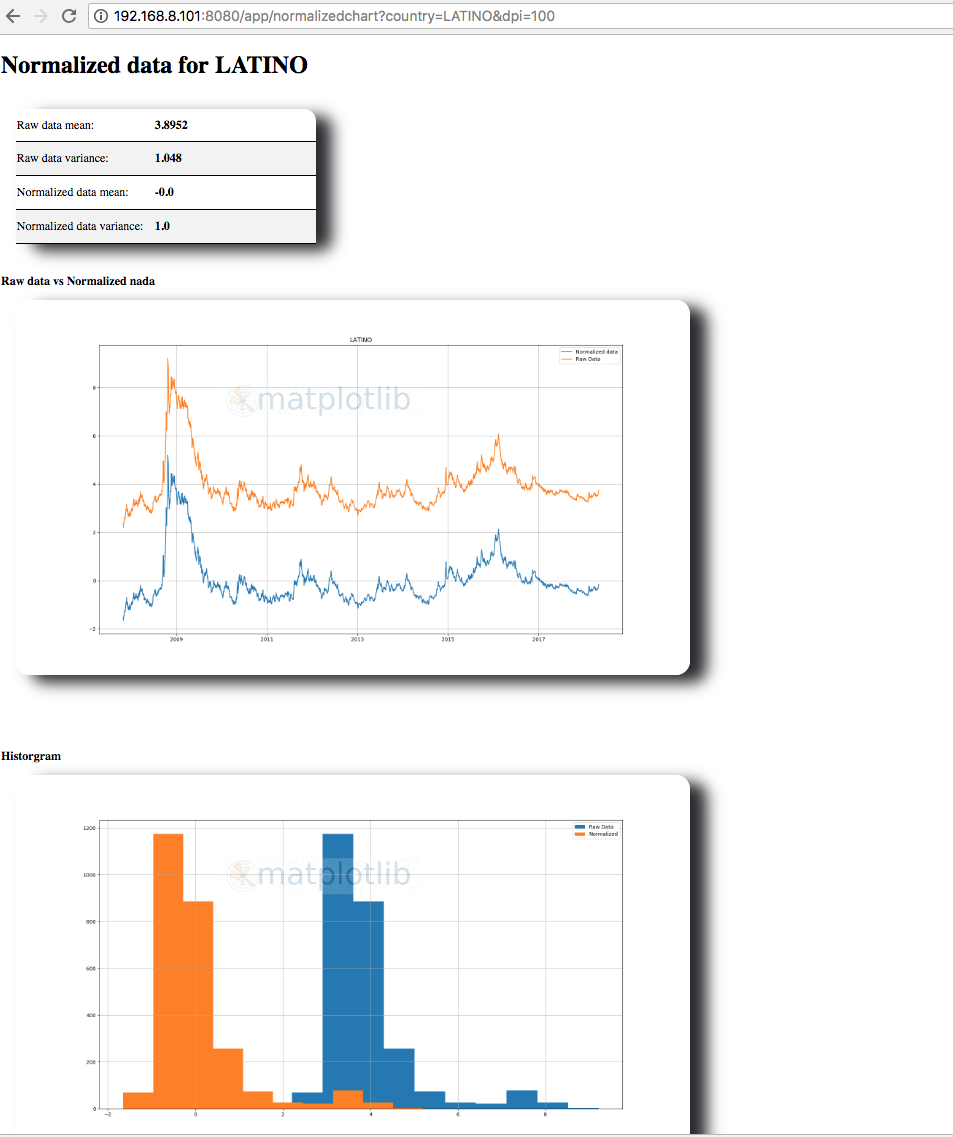 192.168.8.101:8080/app/normalizedchart?country=LATINO&dpi=100
Normalized data for LATINO
Raw data mean: 3.8952
Raw data variance: 1.048
Normalized data mean: -0.0
Normalized data variance: 1.0
Raw data vs Normalized nada
LATINO
Normalized data
Raw Data
matplotlib
8
6
4
2
0
−2
2009 2011 2013 2015 2017
Historgram
Raw Data
Normalized
matplotlib
1200
1000
800
600
400
200
0
−2 0 2 4 6 8